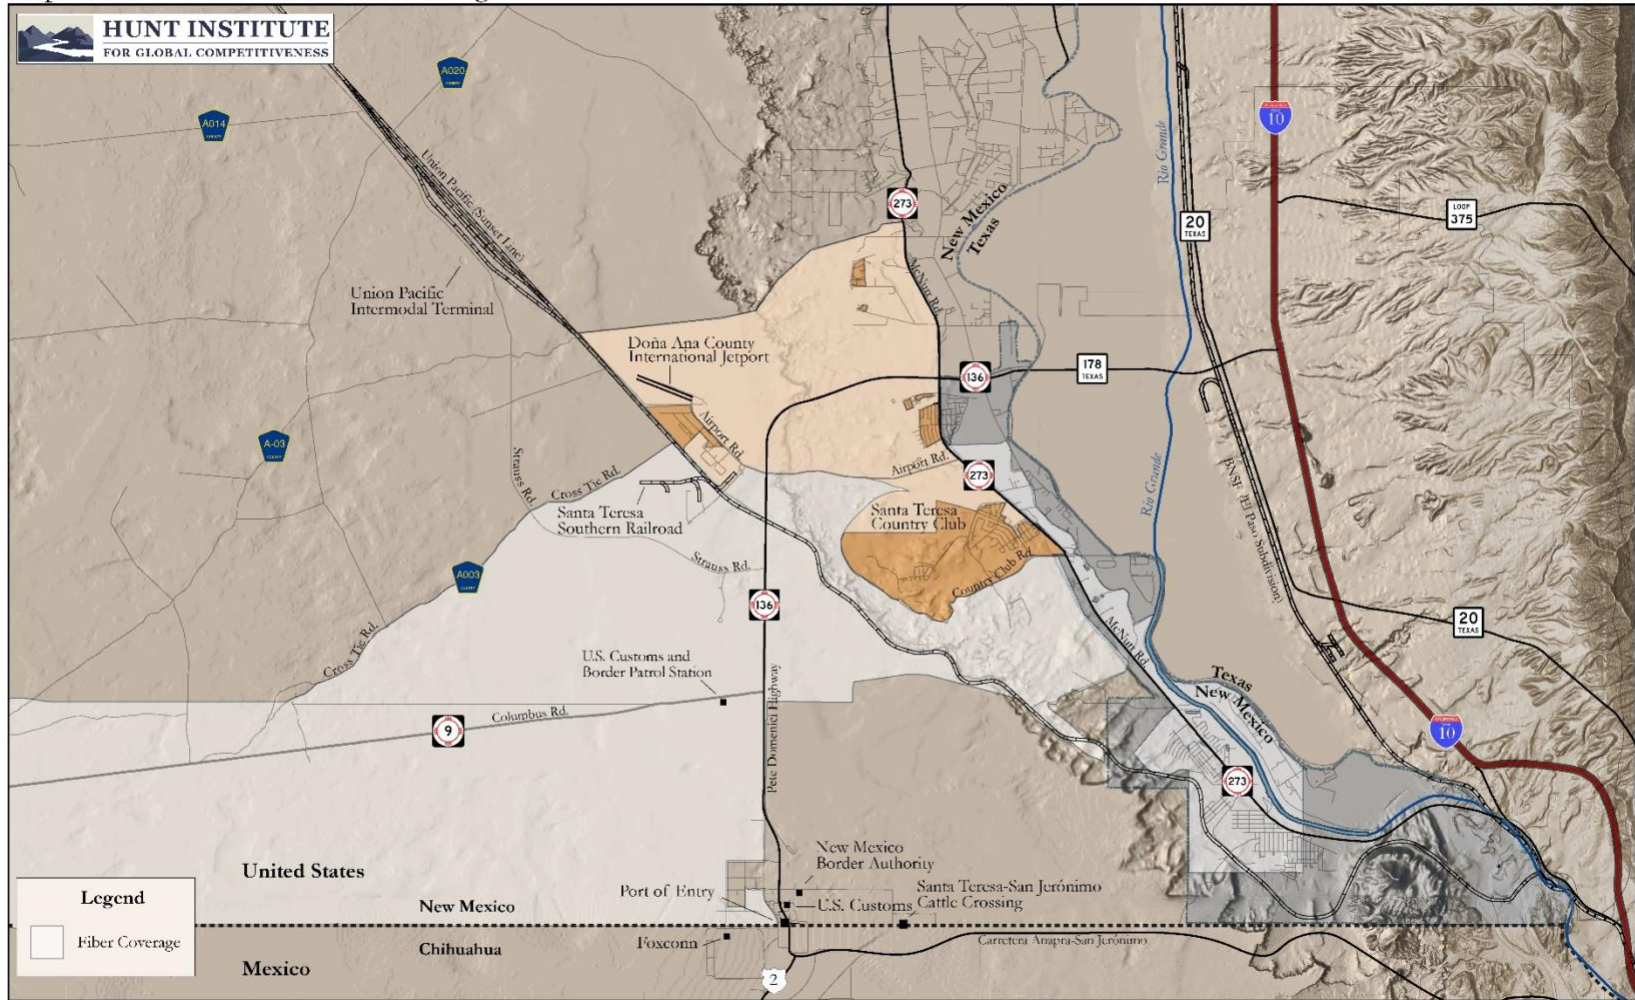 HUNT INSTITUTE
FOR GLOBAL COMPETITIVENESS
A020
COUNTY
A014
COUNTY
10
Union Pacific (Sunset Lane)
Rio Grande
273
New Mexico
Texas
20
TEXAS
LOOP
375
McNutt Rd.
Union Pacific
Intermodal Terminal
Doña Ana County
International Jetport
136
178
TEXAS
Airport Rd.
A-03
COUNTY
Strauss Rd.
Cross Tie Rd.
Airport Rd.
273
Rio Grande
BNSF (El Paso Subdivision)
Santa Teresa
Southern Railroad
Santa Teresa
Country Club
Strauss Rd.
Country Club Rd.
A003
COUNTY
136
20
TEXAS
Cross Tie Rd.
McNutt Rd.
U.S. Customs and
Border Patrol Station
Texas
New Mexico
Columbus Rd.
9
Pete Domenici Highway
10
273
New Mexico
Border Authority
United States
Port of Entry
U.S. Customs
Santa Teresa-San Jerónimo
Cattle Crossing
Legend
Fiber Coverage
New Mexico
Chihuahua
Foxconn
Carretera Anapra-San Jerónimo
Mexico
2